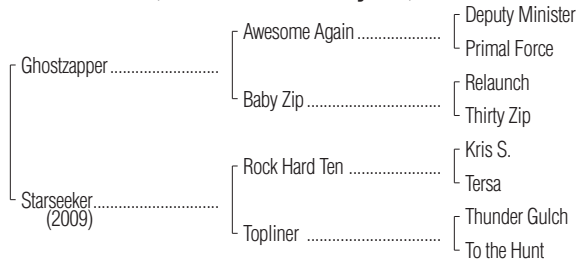 Deputy Minister
Awesome Again ....................
Primal Force
Ghostzapper ..........................
Relaunch
Baby Zip .................................
Thirty Zip
Kris S.
Rock Hard Ten ......................
Tersa
Starseeker ..............................
(2009)
Thunder Gulch
Topliner ................................
To the Hunt